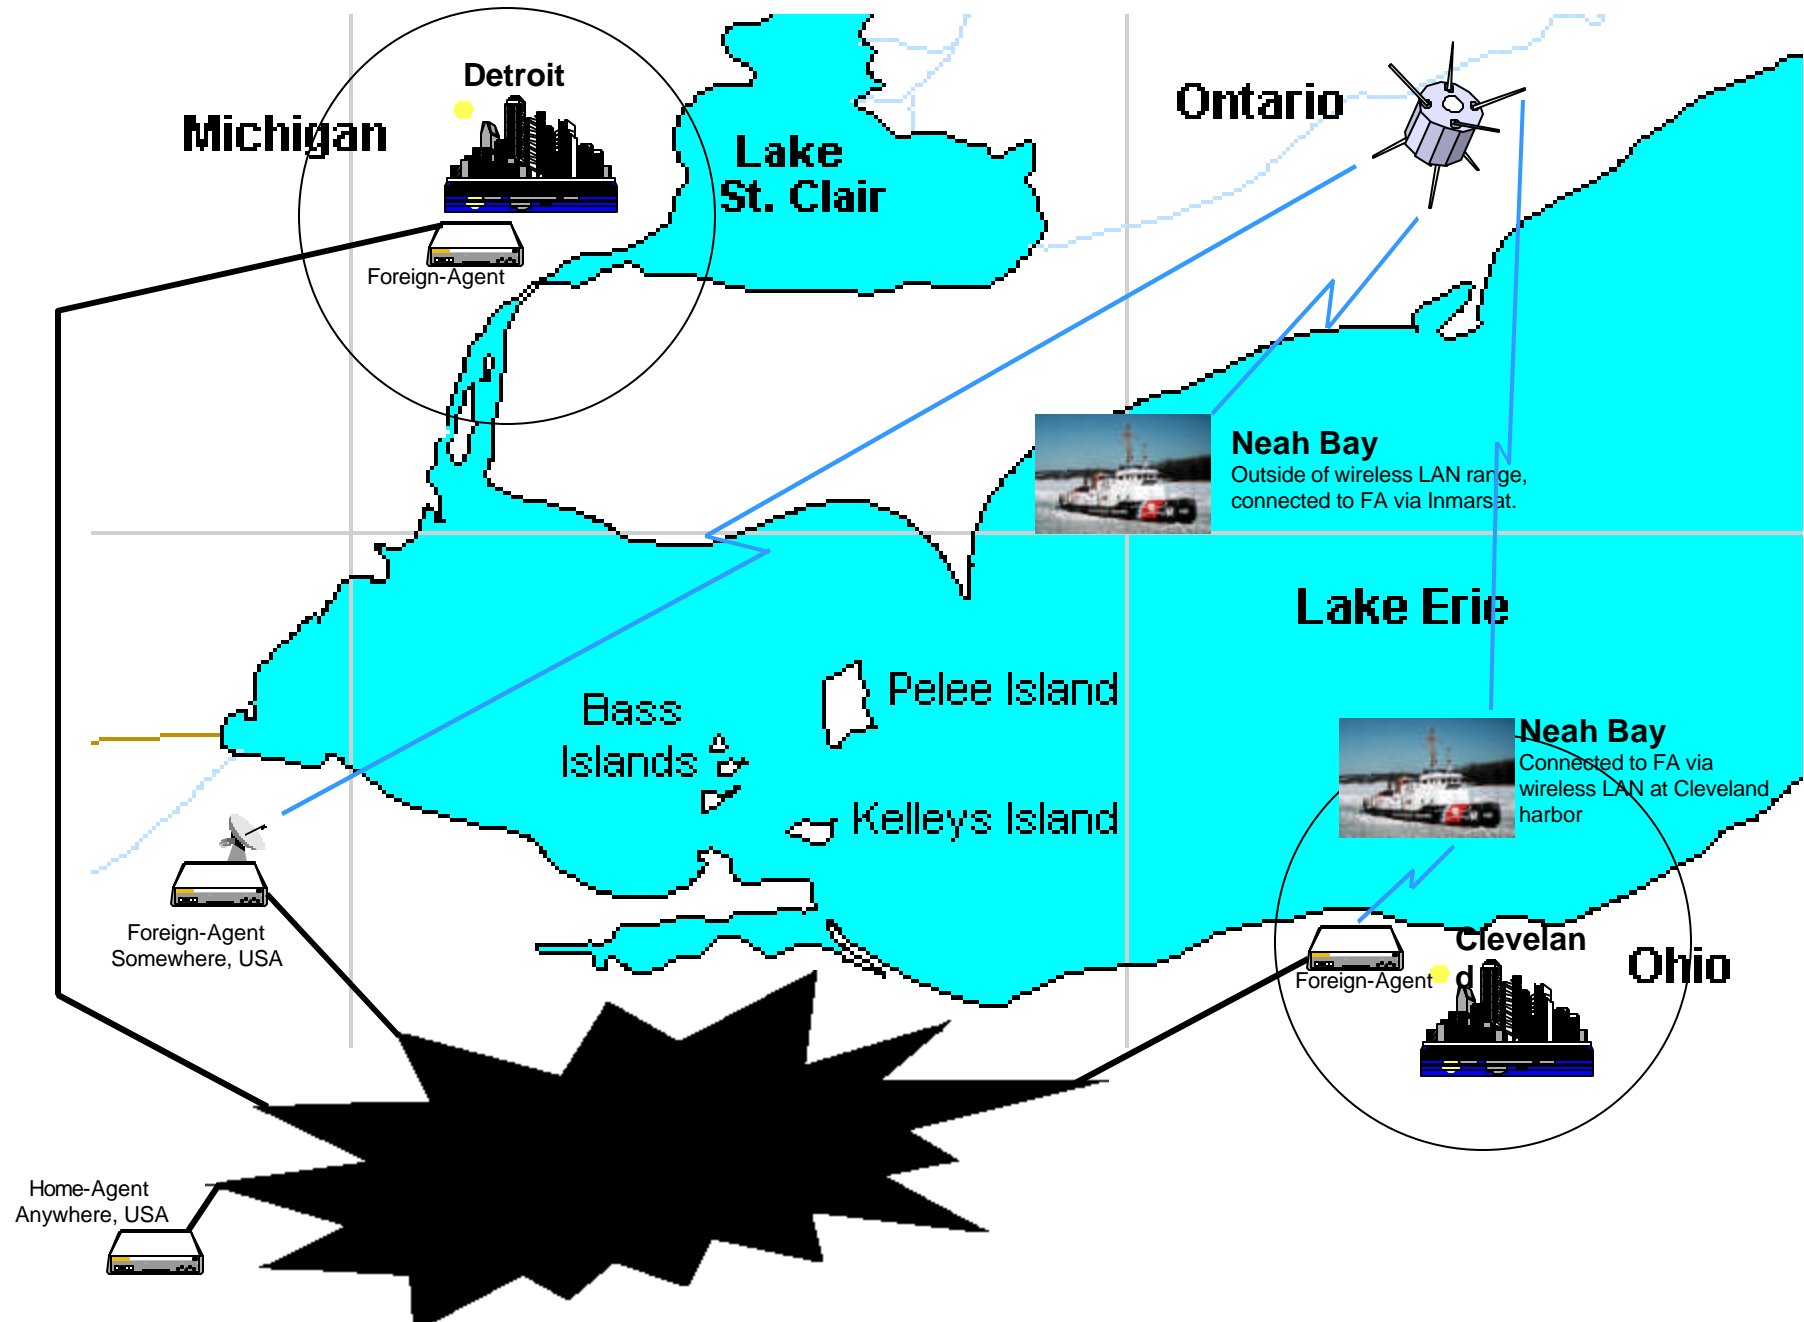 Detroit
Michigan
Ontario
Lake
St. Clair
Foreign-Agent
Neah Bay
Outside of wireless LAN range,
connected to FA via Inmarsat.
Lake Erie
Pelee Island
Bass
Islands
Neah Bay
Connected to FA via
wireless LAN at Cleveland
harbor
Kelleys Island
Foreign-Agent
Somewhere, USA
Clevelan
d
Ohio
Foreign-Agent
Home-Agent
Anywhere, USA